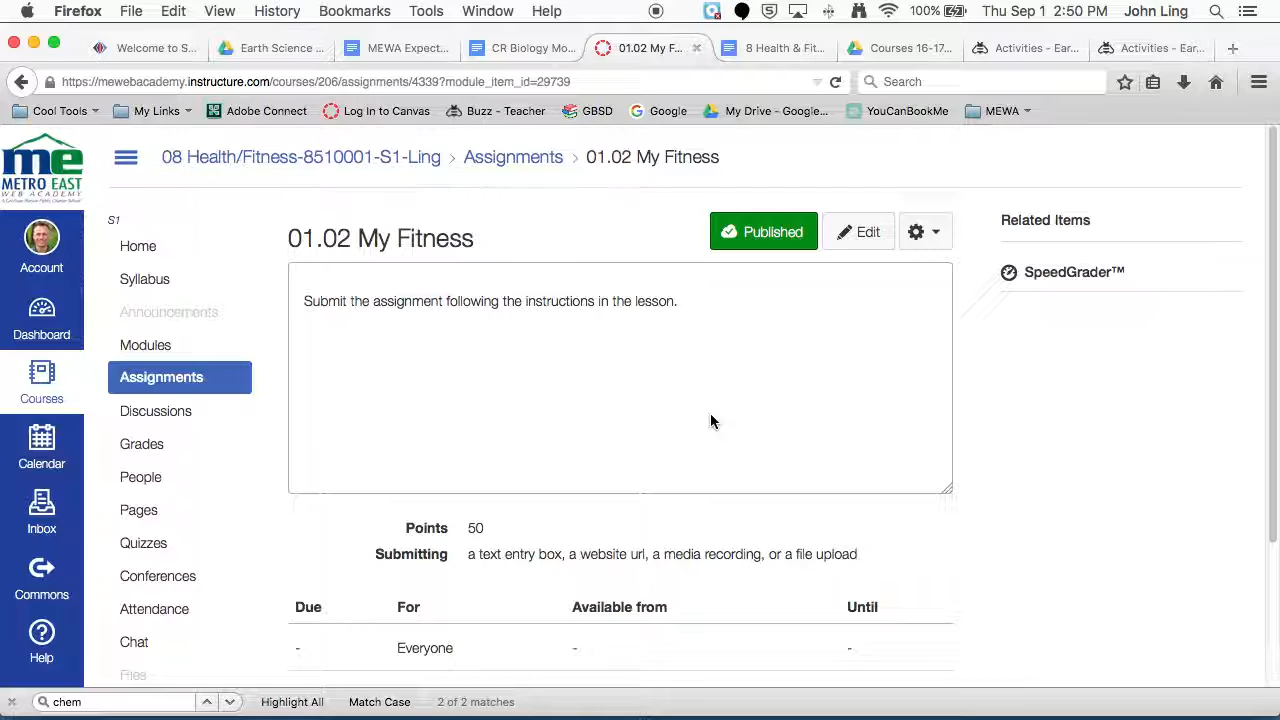 Firefox File Edit View History Bookmarks Tools Window Help 100% Thu Sep 1 2:50 PM John Ling
Welcome to S... Earth Science ... MEWA Expect... CR Biology Mo... 01.02 My F... 8 Health & Fit... Courses 16-17... Activities - Ear... Activities - Ear...
https://mewebacademy.instructure.com/courses/206/assignments/4339?module_item_id=29739 Search
Cool Tools My Links Adobe Connect Log In to Canvas Buzz - Teacher GBSD Google My Drive - Google... YouCanBookMe MEWA
me
METRO EAST
WEB ACADEMY
08 Health/Fitness-8510001-S1-Ling > Assignments > 01.02 My Fitness
Account
Dashboard
Courses
Calendar
Inbox
Commons
Help
S1
Home
Syllabus
Announcements
Modules
Assignments
Discussions
Grades
People
Pages
Quizzes
Conferences
Attendance
Chat
Files
01.02 My Fitness
Published Edit
Submit the assignment following the instructions in the lesson.
Points 50
Submitting a text entry box, a website url, a media recording, or a file upload
Due For Available from Until
- Everyone - -
Related Items
SpeedGrader™
chem Highlight All Match Case 2 of 2 matches